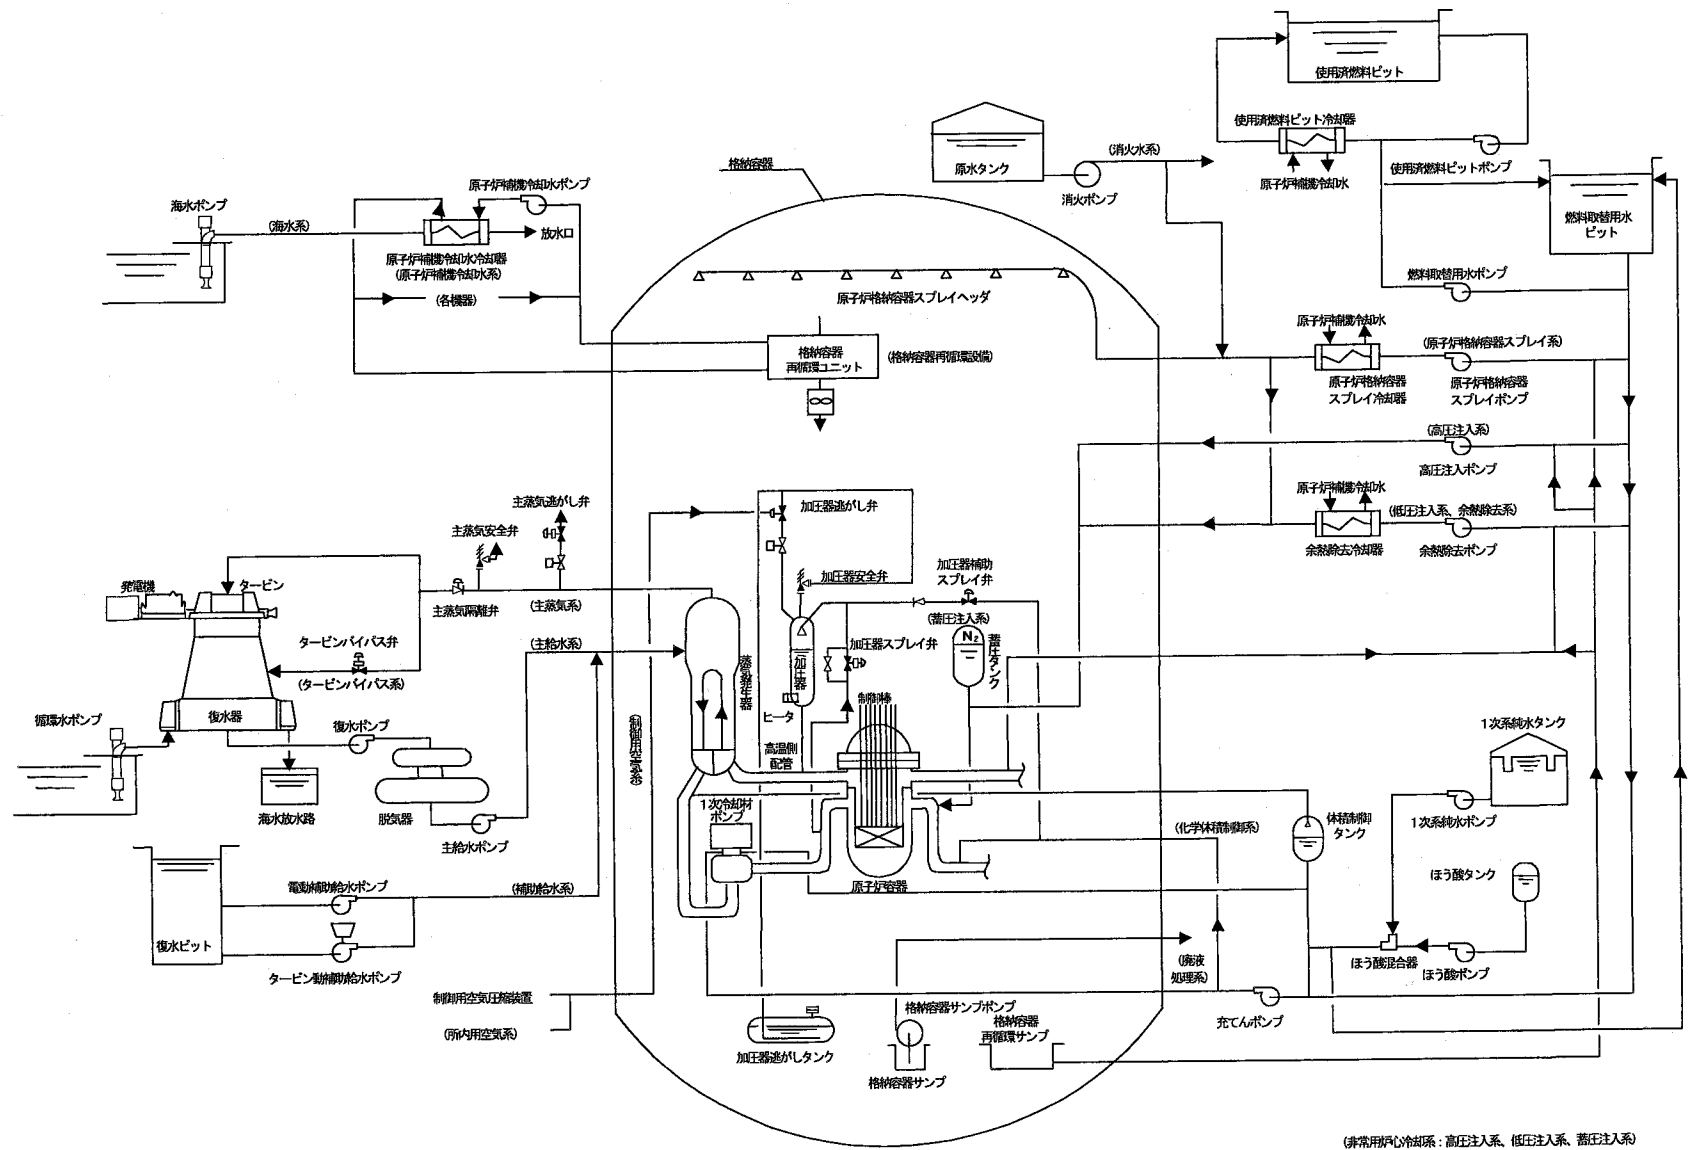 使用済燃料ピット
使用済燃料ピット冷却器
原子炉補機冷却水
使用済燃料ピットポンプ
原水タンク
(消火水系)
消火ポンプ
燃料取替用水
ピット
燃料取替用水ポンプ
格納容器
原子炉補機冷却水ポンプ
海水ポンプ
(海水系)
放水口
原子炉補機冷却水冷却器
(原子炉補機冷却水系)
(各機器)
原子炉格納容器スプレイヘッダ
格納容器
再循環ユニット
(格納容器再循環設備)
原子炉補機冷却水
(原子炉格納容器スプレイ系)
原子炉格納容器
スプレイ冷却器
原子炉格納容器
スプレイポンプ
(高圧注入系)
高圧注入ポンプ
原子炉補機冷却水
(低圧注入系、余熱除去系)
余熱除去冷却器
余熱除去ポンプ
主蒸気逃がし弁
主蒸気安全弁
主蒸気隔離弁
(主蒸気系)
加圧器逃がし弁
加圧器安全弁
加圧器補助
スプレイ弁
(蓄圧注入系)
N₂
蓄圧タンク
加圧器スプレイ弁
加圧器
ヒータ
蒸気発生器
制御棒
発電機
タービン
タービンバイパス弁
(タービンバイパス系)
(主給水系)
復水器
循環水ポンプ
復水ポンプ
海水放水路
脱気器
主給水ポンプ
(制御用空気系)
高温側
配管
1次冷却材
ポンプ
原子炉容器
1次系純水タンク
1次系純水ポンプ
体積制御
タンク
(化学体積制御系)
ほう酸タンク
ほう酸混合器
ほう酸ポンプ
電動補助給水ポンプ
(補助給水系)
復水ピット
タービン動補助給水ポンプ
制御用空気圧縮装置
(所内用空気系)
(廃液
処理系)
格納容器サンプポンプ
格納容器
再循環サンプ
充てんポンプ
加圧器逃がしタンク
格納容器サンプ
(非常用炉心冷却系：高圧注入系、低圧注入系、蓄圧注入系)